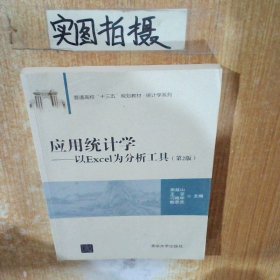 实图拍摄
普通高校"十三五"规划教材·统计学系列
应用统计学
——以Excel为分析工具(第2版)
主编
清华大学出版社